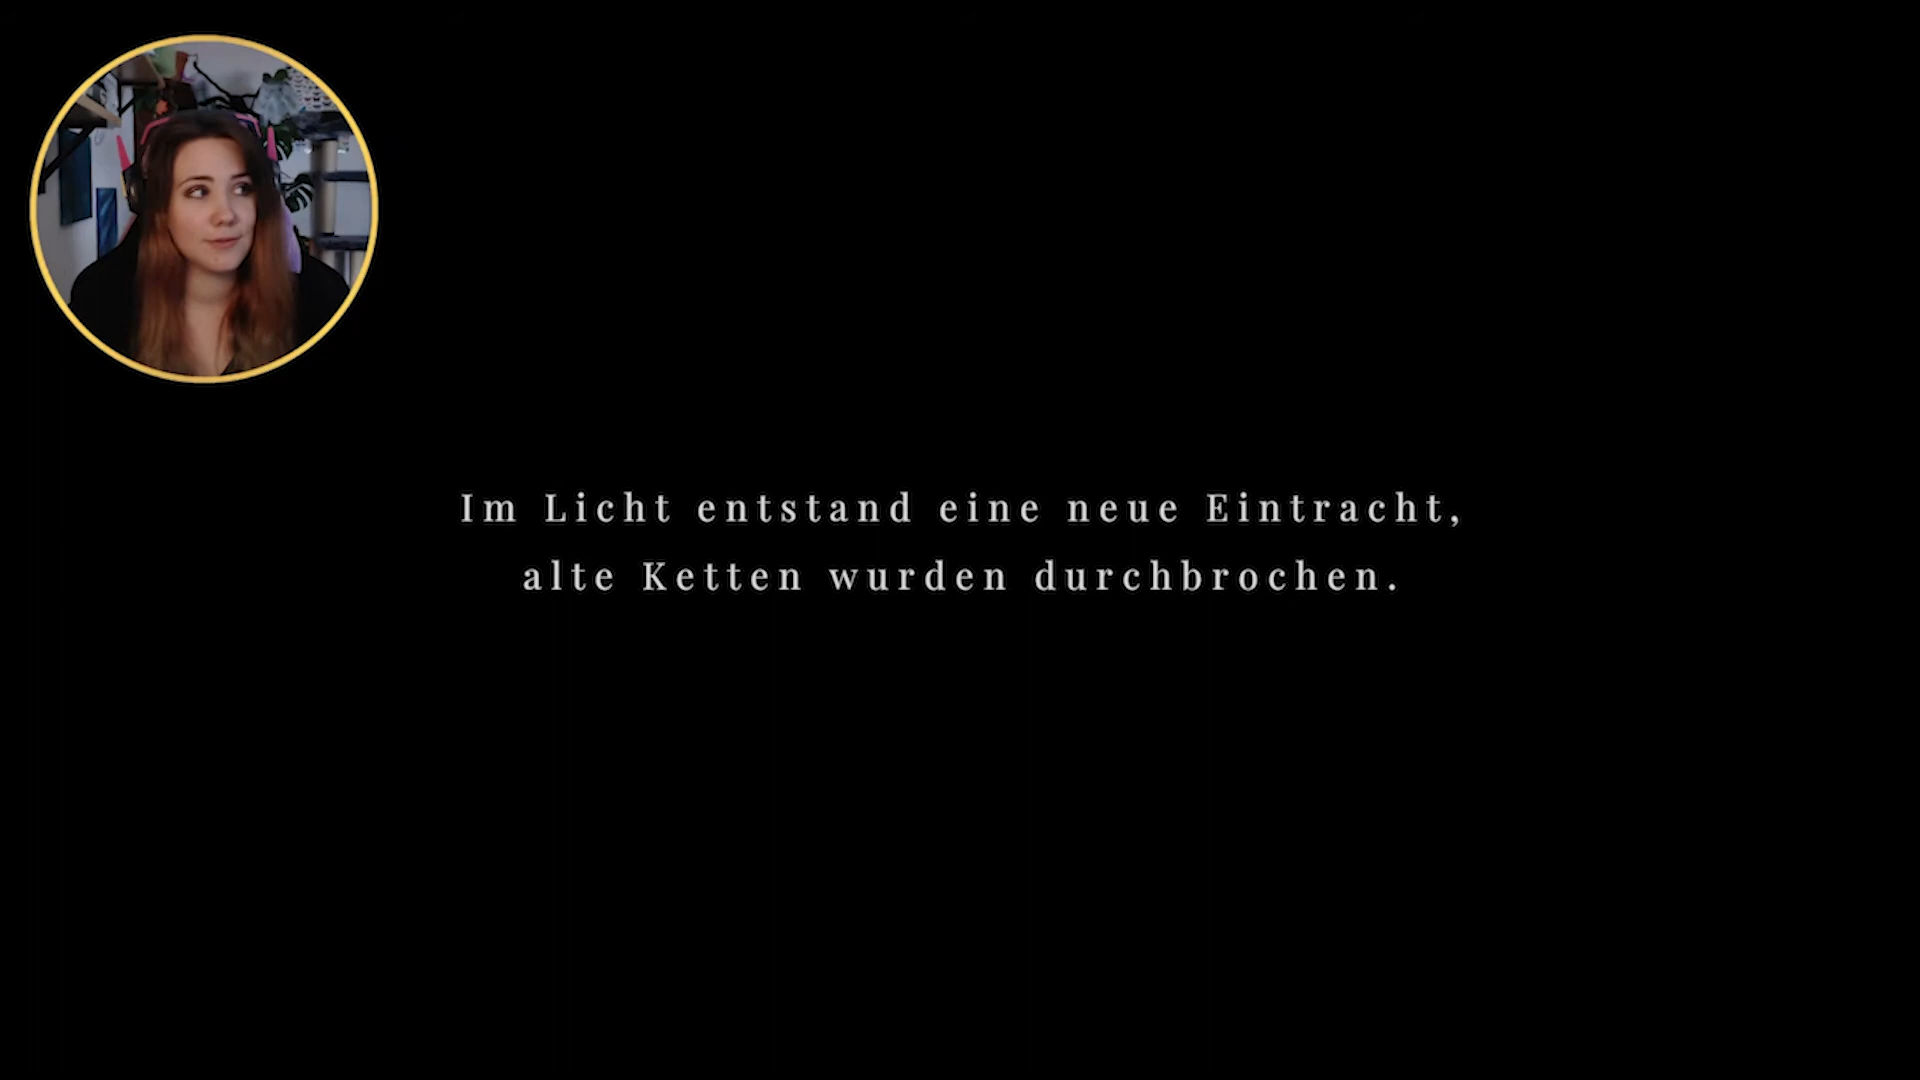 Im Licht entstand eine neue Eintracht,
alte Ketten wurden durchbrochen.